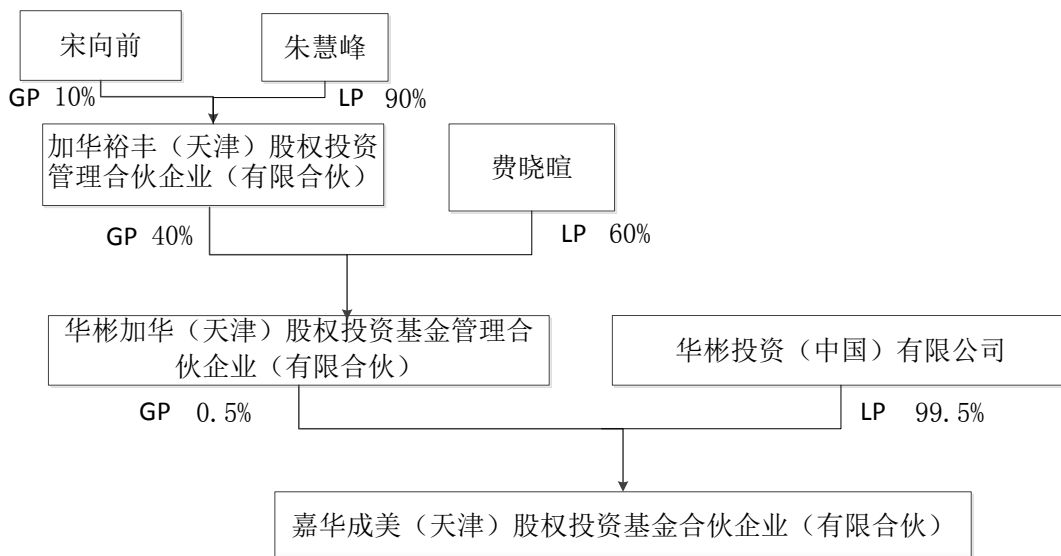 宋向前
朱慧峰
GP 10%
LP 90%
加华裕丰（天津）股权投资
管理合伙企业（有限合伙）
费晓暄
GP 40%
LP 60%
华彬加华（天津）股权投资基金管理合
伙企业（有限合伙）
华彬投资（中国）有限公司
GP 0.5%
LP 99.5%
嘉华成美（天津）股权投资基金合伙企业（有限合伙）